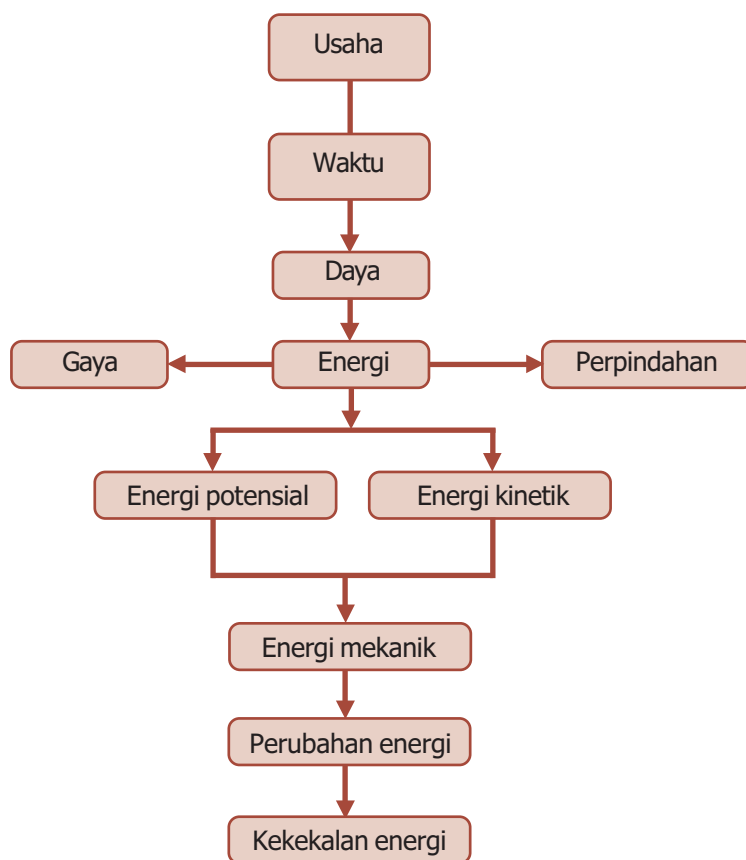 Usaha
Waktu
Daya
Gaya
Energi
Perpindahan
Energi potensial
Energi kinetik
Energi mekanik
Perubahan energi
Kekekalan energi